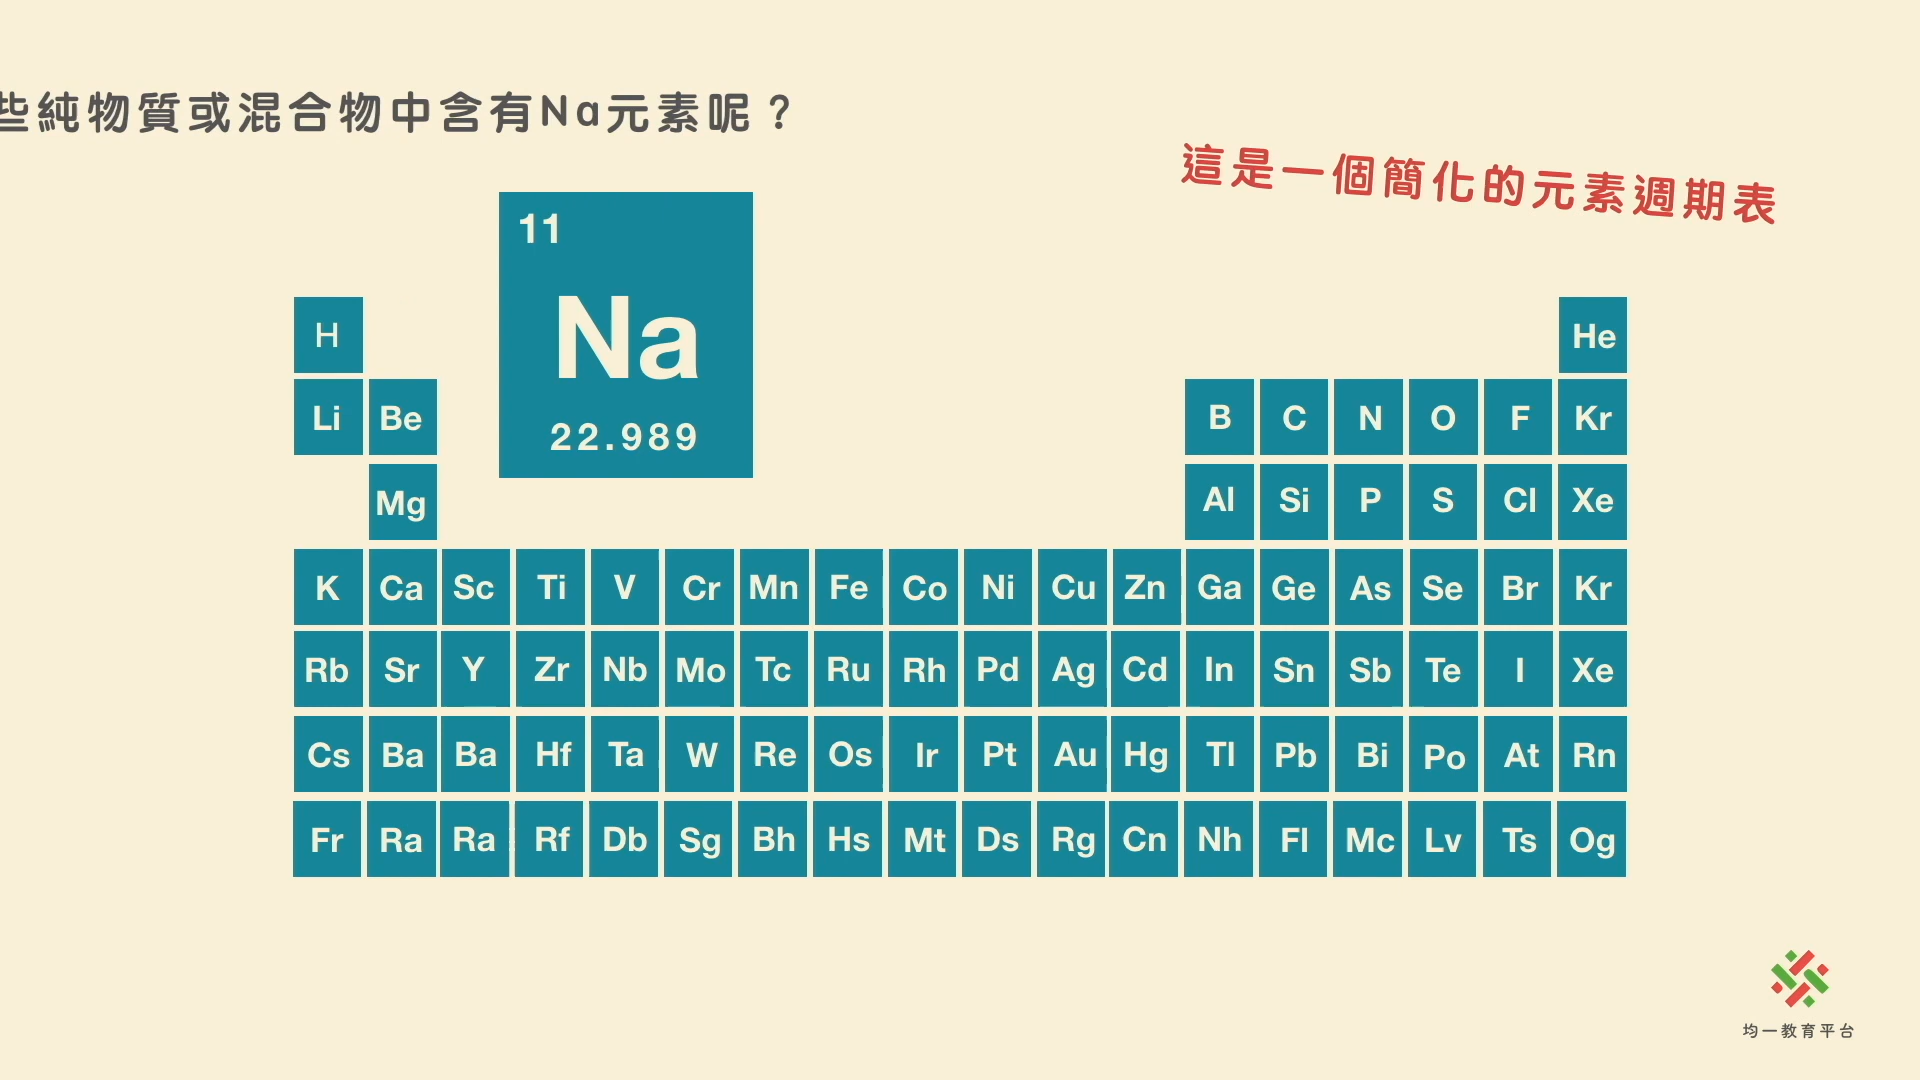 些純物質或混合物中含有Na元素呢？
這是一個簡化的元素週期表
11
Na
22.989
H He
Li Be B C N O F Kr
Mg Al Si P S Cl Xe
K Ca Sc Ti V Cr Mn Fe Co Ni Cu Zn Ga Ge As Se Br Kr
Rb Sr Y Zr Nb Mo Tc Ru Rh Pd Ag Cd In Sn Sb Te I Xe
Cs Ba Ba Hf Ta W Re Os Ir Pt Au Hg Tl Pb Bi Po At Rn
Fr Ra Ra Rf Db Sg Bh Hs Mt Ds Rg Cn Nh Fl Mc Lv Ts Og
均一教育平台